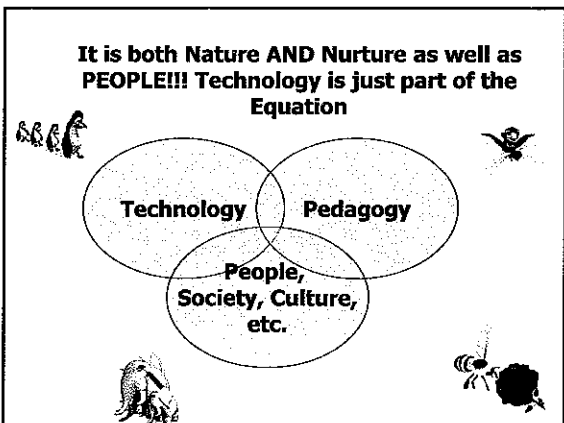 It is both Nature AND Nurture as well as
PEOPLE!!! Technology is just part of the
Equation
Technology
Pedagogy
People,
Society, Culture,
etc.